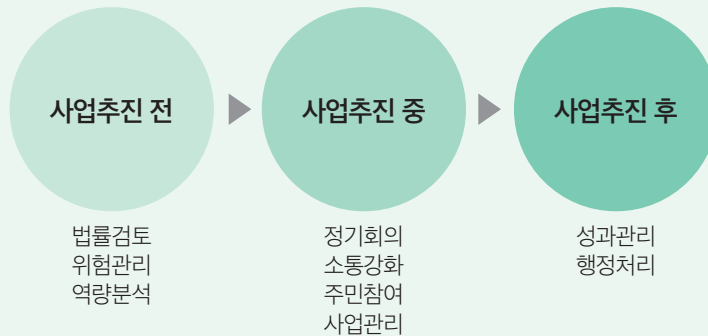 사업추진 전
법률검토
위험관리
역량분석
사업추진 중
정기회의
소통강화
주민참여
사업관리
사업추진 후
성과관리
행정처리